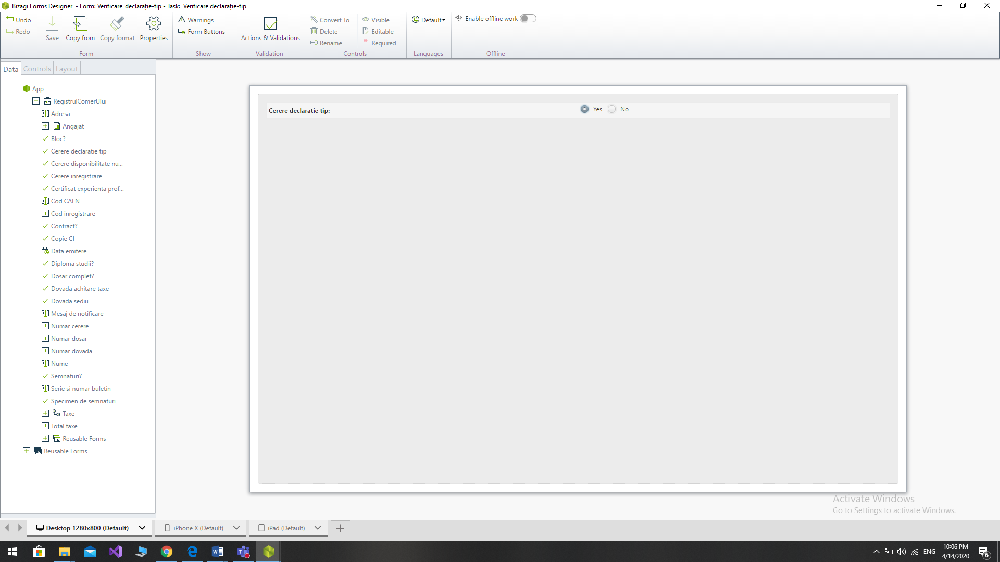 Bizagi Forms Designer - Form: Verificare_declarație-tip - Task: Verificare declarație-tip
Undo
Redo
Save
Copy from
Copy format
Properties
Form
Warnings
Form Buttons
Show
Actions & Validations
Validation
Convert To
Delete
Rename
Visible
Editable
Required
Controls
Default
Languages
Enable offline work
Offline
Data Controls Layout
App
RegistrulComerUlui
Adresa
Angajat
Bloc?
Cerere declaratie tip
Cerere disponibilitate nu...
Cerere inregistrare
Certificat experienta prof...
Cod CAEN
Cod inregistrare
Contract?
Copie CI
Data emitere
Diploma studii?
Dosar complet?
Dovada achitare taxe
Dovada sediu
Mesaj de notificare
Numar cerere
Numar dosar
Numar dovada
Nume
Semnaturi?
Serie si numar buletin
Specimen de semnaturi
Taxe
Total taxe
Reusable Forms
Reusable Forms
Cerere declaratie tip: Yes No
Activate Windows
Go to Settings to activate Windows.
Desktop 1280x800 (Default) iPhone X (Default) iPad (Default)
ENG
10:06 PM
4/14/2020
6